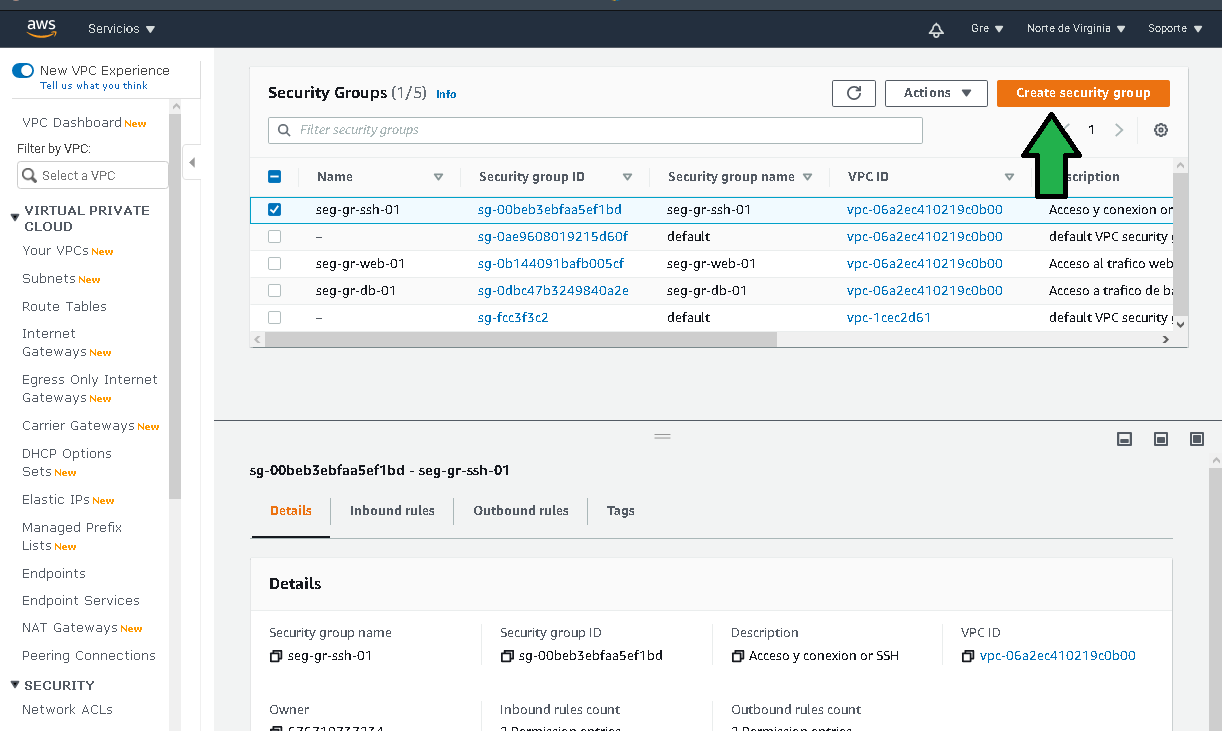 aws
Servicios
Gre
Norte de Virginia
Soporte
New VPC Experience
Tell us what you think
VPC Dashboard New
Filter by VPC:
Select a VPC
VIRTUAL PRIVATE
CLOUD
Your VPCs New
Subnets New
Route Tables
Internet
Gateways New
Egress Only Internet
Gateways New
Carrier Gateways New
DHCP Options
Sets New
Elastic IPs New
Managed Prefix
Lists New
Endpoints
Endpoint Services
NAT Gateways New
Peering Connections
SECURITY
Network ACLs
Security Groups (1/5) Info
Actions
Create security group
Filter security groups
1
Name Security group ID Security group name VPC ID
seg-gr-ssh-01 sg-00beb3ebfaa5ef1bd seg-gr-ssh-01 vpc-06a2ec410219c0b00 Acceso y conexion or
– sg-0ae9608019215d60f default vpc-06a2ec410219c0b00 default VPC security
seg-gr-web-01 sg-0b144091bafb005cf seg-gr-web-01 vpc-06a2ec410219c0b00 Acceso al trafico web
seg-gr-db-01 sg-0dbc47b3249840a2e seg-gr-db-01 vpc-06a2ec410219c0b00 Acceso a trafico de ba
– sg-fcc3f3c2 default vpc-1cec2d61 default VPC security
sg-00beb3ebfaa5ef1bd - seg-gr-ssh-01
Details Inbound rules Outbound rules Tags
Details
Security group name Security group ID Description VPC ID
seg-gr-ssh-01 sg-00beb3ebfaa5ef1bd Acceso y conexion or SSH vpc-06a2ec410219c0b00
Owner Inbound rules count Outbound rules count
Permission entries Permission entries